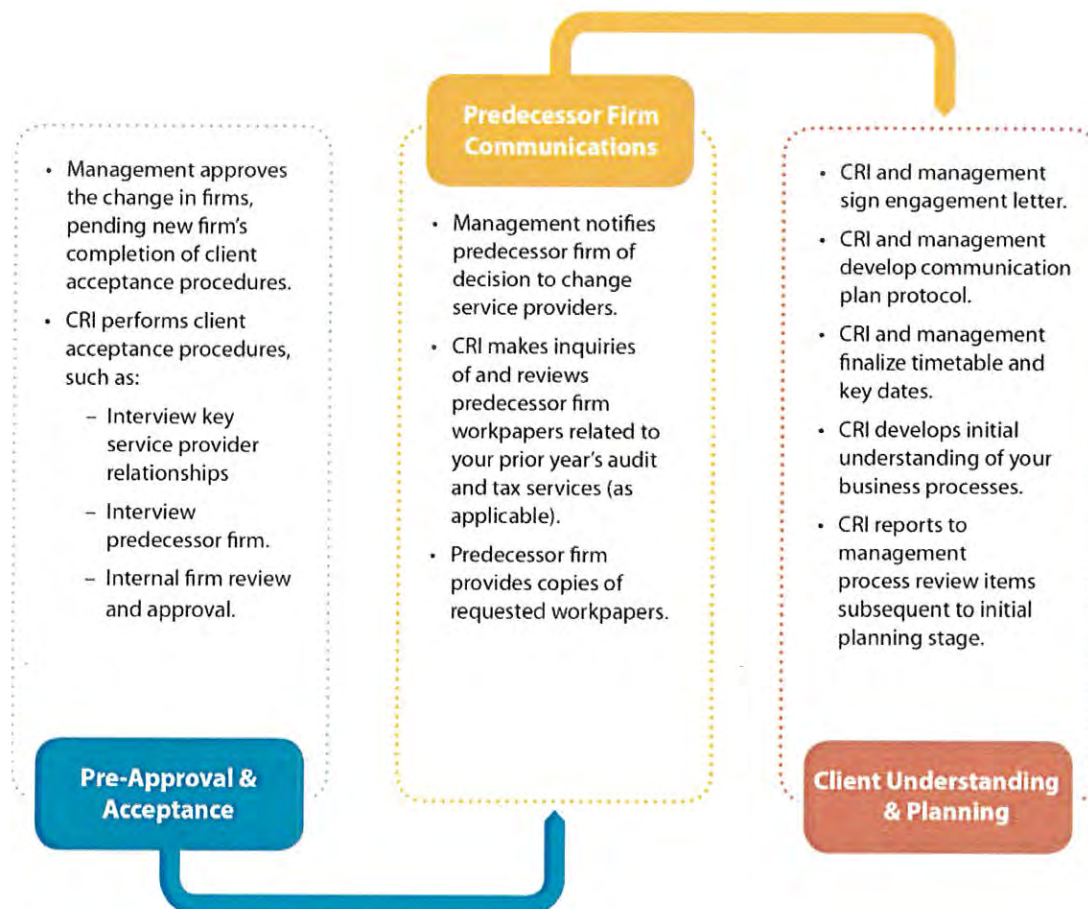 • Management approves
the change in firms,
pending new firm's
completion of client
acceptance procedures.
• CRI performs client
acceptance procedures,
such as:
– Interview key
service provider
relationships
– Interview
predecessor firm.
– Internal firm review
and approval.
Pre-Approval &
Acceptance
Predecessor Firm
Communications
• Management notifies
predecessor firm of
decision to change
service providers.
• CRI makes inquiries
of and reviews
predecessor firm
workpapers related to
your prior year's audit
and tax services (as
applicable).
• Predecessor firm
provides copies of
requested workpapers.
• CRI and management
sign engagement letter.
• CRI and management
develop communication
plan protocol.
• CRI and management
finalize timetable and
key dates.
• CRI develops initial
understanding of your
business processes.
• CRI reports to
management
process review items
subsequent to initial
planning stage.
Client Understanding
& Planning